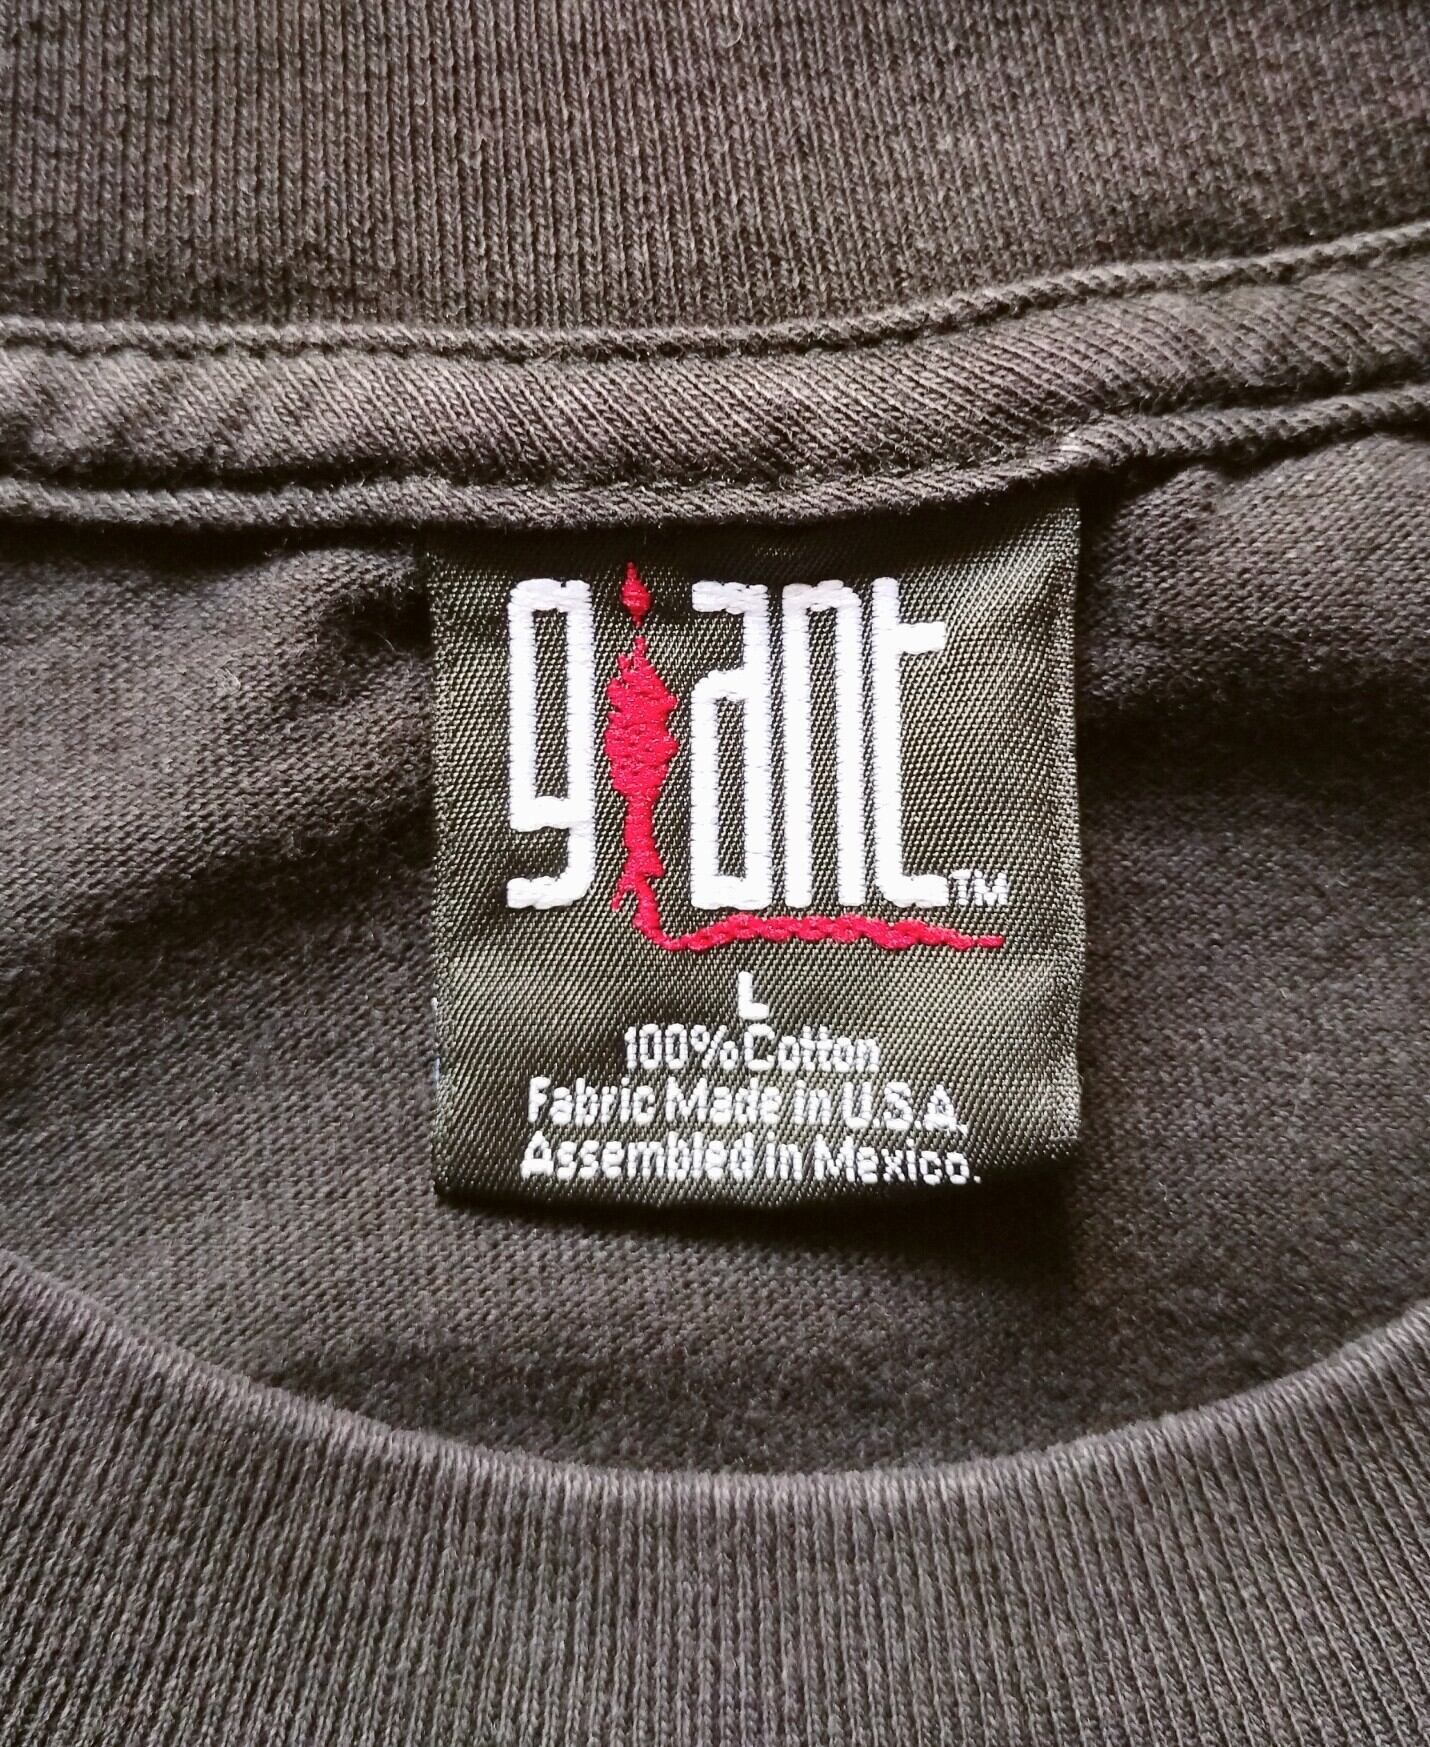 giant™
L
100% Cotton
Fabric Made in U.S.A.
Assembled in Mexico.